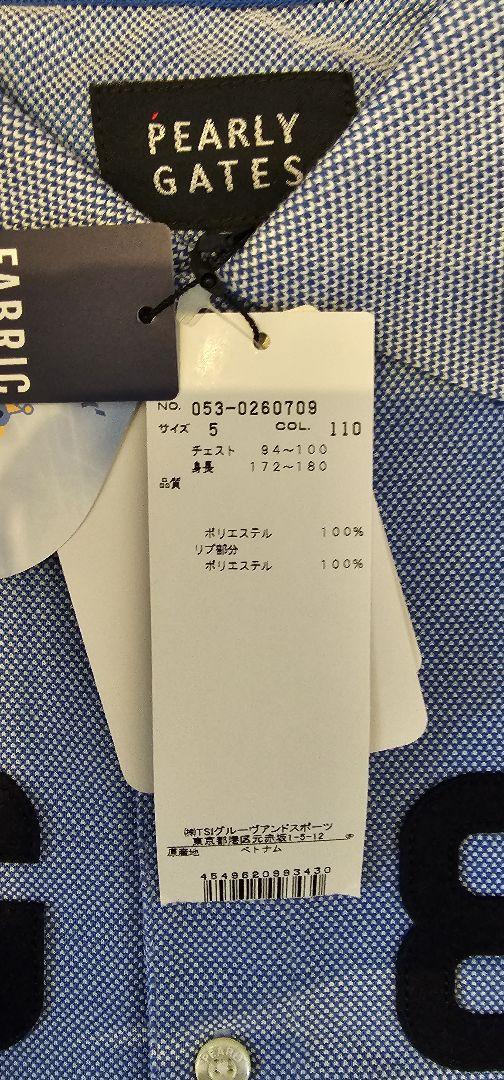 PEARLY
GATES
FABRIC
NO. 053-0260709
サイズ 5 COL. 110
チェスト 94～100
身長 172～180
品質
ポリエステル 100%
リブ部分
ポリエステル 100%
㈱TSIグルーヴアンドスポーツ
東京都港区元赤坂1-5-12
原産地 ベトナム
4549620993430
8
PEARLY